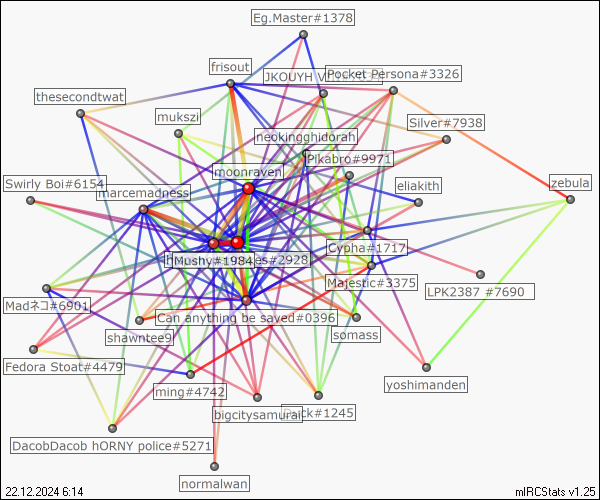 Eg.Master#1378
frisout
JKOUYH
Pocket Persona#3326
thesecondtwat
mukszi
Silver#7938
neokingghidorah
Pikabro#9971
moonraven
Swirly Boi#6154
marcemadness
eliakith
zebula
Cypha#1717
Mushy#1984
es#2928
Majestic#3375
LPK2387 #7690
Madネコ#6901
Can anything be saved#0396
shawntee9
somass
Fedora Stoat#4479
ming#4742
yoshimanden
bigcitysamurai
ck#1245
DacobDacob hORNY police#5271
normalwan
22.12.2024 6:14
mIRCStats v1.25